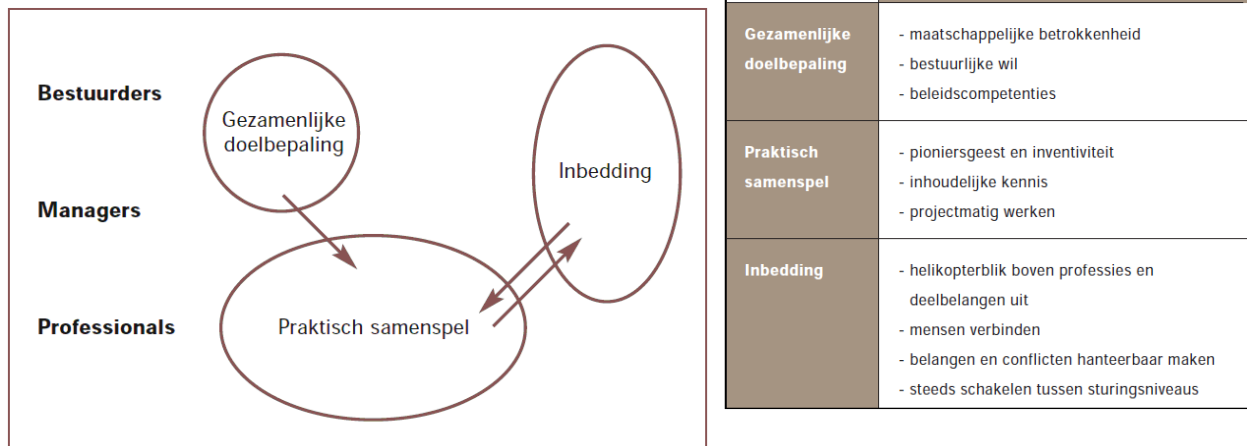 Bestuurders
Gezamenlijke
doelbepaling
Inbedding
Managers
Professionals
Praktisch samenspel
Gezamenlijke
doelbepaling
- maatschappelijke betrokkenheid
- bestuurlijke wil
- beleidscompetenties
Praktisch
samenspel
- pioniersgeest en inventiviteit
- inhoudelijke kennis
- projectmatig werken
Inbedding
- helikopterblik boven professies en
deelbelangen uit
- mensen verbinden
- belangen en conflicten hanteerbaar maken
- steeds schakelen tussen sturingsniveaus